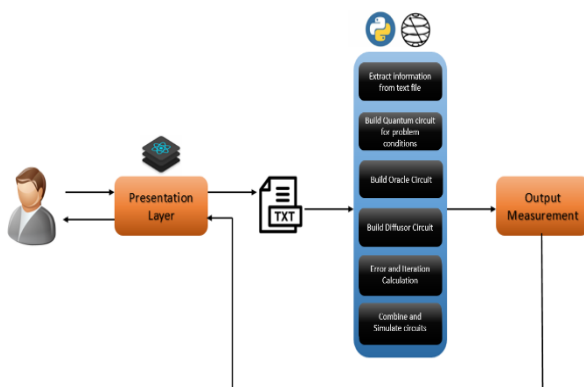 Extract information
from text file
Build Quantum circuit
for problem
conditions
Build Oracle Circuit
Presentation
Layer
TXT
Output
Measurement
Build Diffusor Circuit
Error and Iteration
Calculation
Combine and
Simulate circuits